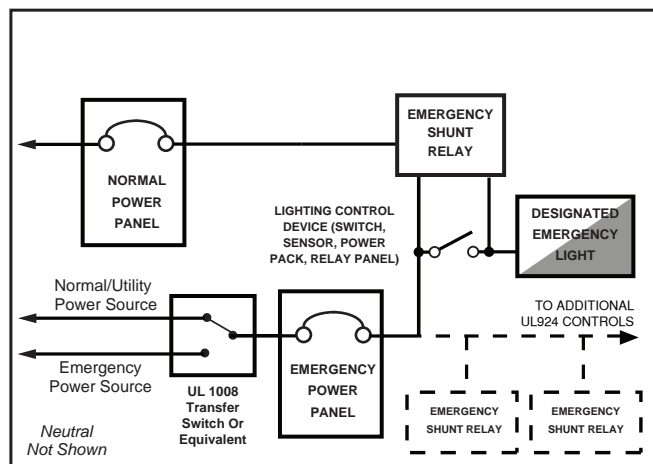 EMERGENCY
SHUNT
RELAY
NORMAL
POWER
PANEL
LIGHTING CONTROL
DEVICE (SWITCH,
SENSOR, POWER
PACK, RELAY PANEL)
DESIGNATED
EMERGENCY
LIGHT
Normal/Utility
Power Source
TO ADDITIONAL
UL924 CONTROLS
Emergency
Power Source
EMERGENCY
POWER
PANEL
UL 1008
Transfer
Switch Or
Equivalent
EMERGENCY
SHUNT RELAY
EMERGENCY
SHUNT RELAY
Neutral
Not Shown